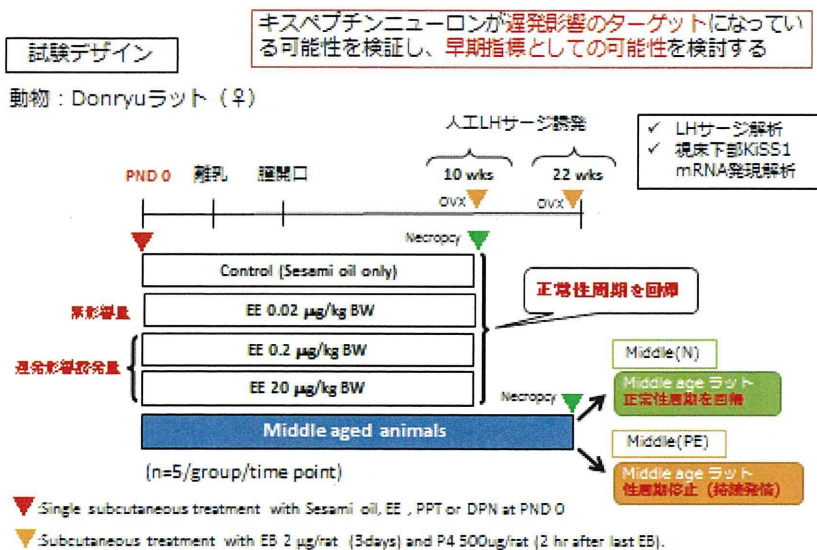 キスペプチンニューロンが遅発影響のターゲットになってい
る可能性を検証し、早期指標としての可能性を検討する
試験デザイン
動物：Donryuラット（♀）
人工LHサージ誘発
✓ LHサージ解析
✓ 視床下部KiSS1
mRNA発現解析
PND 0
離乳
膣開口
10 wks
22 wks
OVX
OVX
Necropcy
Control (Sesami oil only)
正常性周期を回帰
無影響量
EE 0.02 µg/kg BW
遅発影響誘発量
EE 0.2 µg/kg BW
EE 20 µg/kg BW
Middle(N)
Middle age ラット
正常性周期を回帰
Necropcy
Middle aged animals
Middle(PE)
Middle age ラット
性周期停止 (持続発情)
(n=5/group/time point)
:Single subcutaneous treatment with Sesami oil, EE , PPT or DPN at PND 0
:Subcutaneous treatment with EB 2 µg/rat (3days) and P4 500ug/rat (2 hr after last EB).